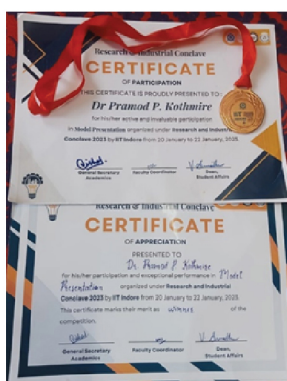 Research & Industrial Conclave
CERTIFICATE
OF PARTICIPATION
THIS CERTIFICATE IS PROUDLY PRESENTED TO:
Dr Pramod P. Kothmire
For his/her active and invaluable participation
in Model Presentation organized under Research and Industrial
Conclave 2023 by IIT Indore from 20 January to 22 January, 2023.
General Secretary
Academics
Faculty Coordinator
Dean,
Student Affairs
Research & Industrial Conclave
CERTIFICATE
OF APPRECIATION
PRESENTED TO
Dr. Pramod P. Kothmire
For his/her participation and exceptional performance in Model
Presentation organized under Research and Industrial
Conclave 2023 by IIT Indore from 20 January to 22 January, 2023.
This certificate marks their merit as winner of the
competition.
General Secretary
Academics
Faculty Coordinator
Dean,
Student Affairs